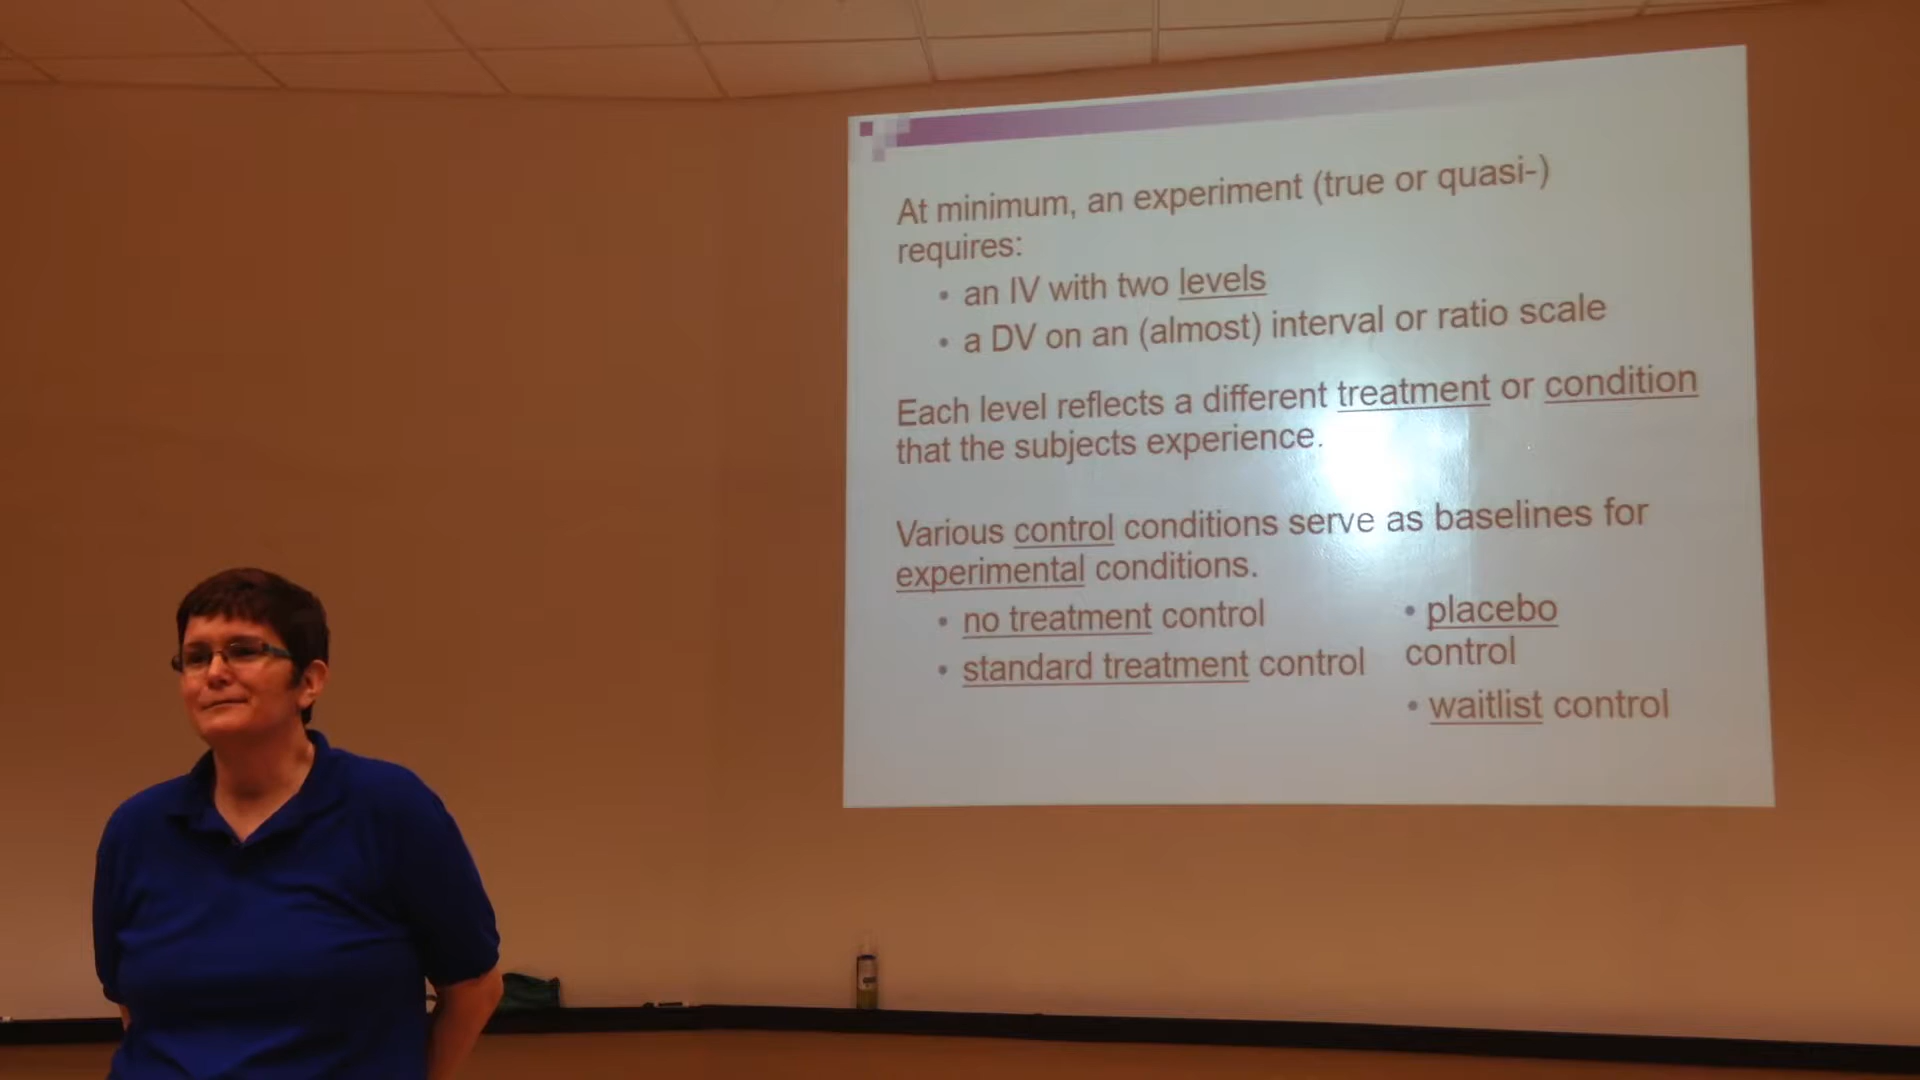 At minimum, an experiment (true or quasi-)
requires:
• an IV with two levels
• a DV on an (almost) interval or ratio scale
Each level reflects a different treatment or condition
that the subjects experience.
Various control conditions serve as baselines for
experimental conditions.
• no treatment control
• standard treatment control
• placebo
control
• waitlist control